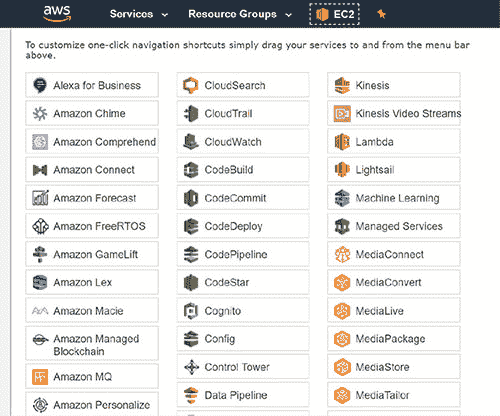 aws Services Resource Groups EC2
To customize one-click navigation shortcuts simply drag your services to and from the menu bar
above.
Alexa for Business
Amazon Chime
Amazon Comprehend
Amazon Connect
Amazon Forecast
Amazon FreeRTOS
Amazon GameLift
Amazon Lex
Amazon Macie
Amazon Managed
Blockchain
Amazon MQ
Amazon Personalize
CloudSearch
CloudTrail
CloudWatch
CodeBuild
CodeCommit
CodeDeploy
CodePipeline
CodeStar
Cognito
Config
Control Tower
Data Pipeline
Kinesis
Kinesis Video Streams
Lambda
Lightsail
Machine Learning
Managed Services
MediaConnect
MediaConvert
MediaLive
MediaPackage
MediaStore
MediaTailor